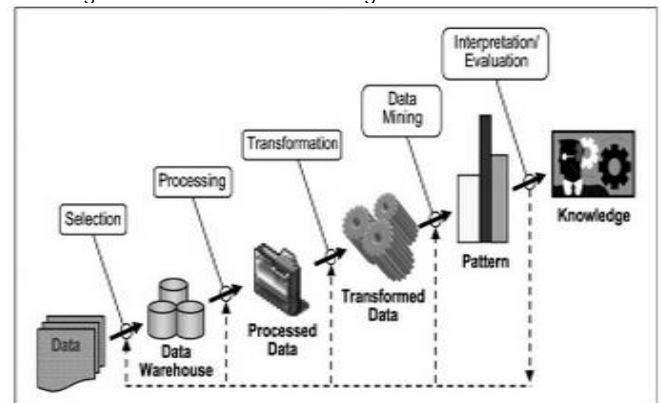 Interpretation/
Evaluation
Data
Mining
Transformation
Processing
Selection
Knowledge
Pattern
Transformed
Data
Processed
Data
Data
Warehouse
Data